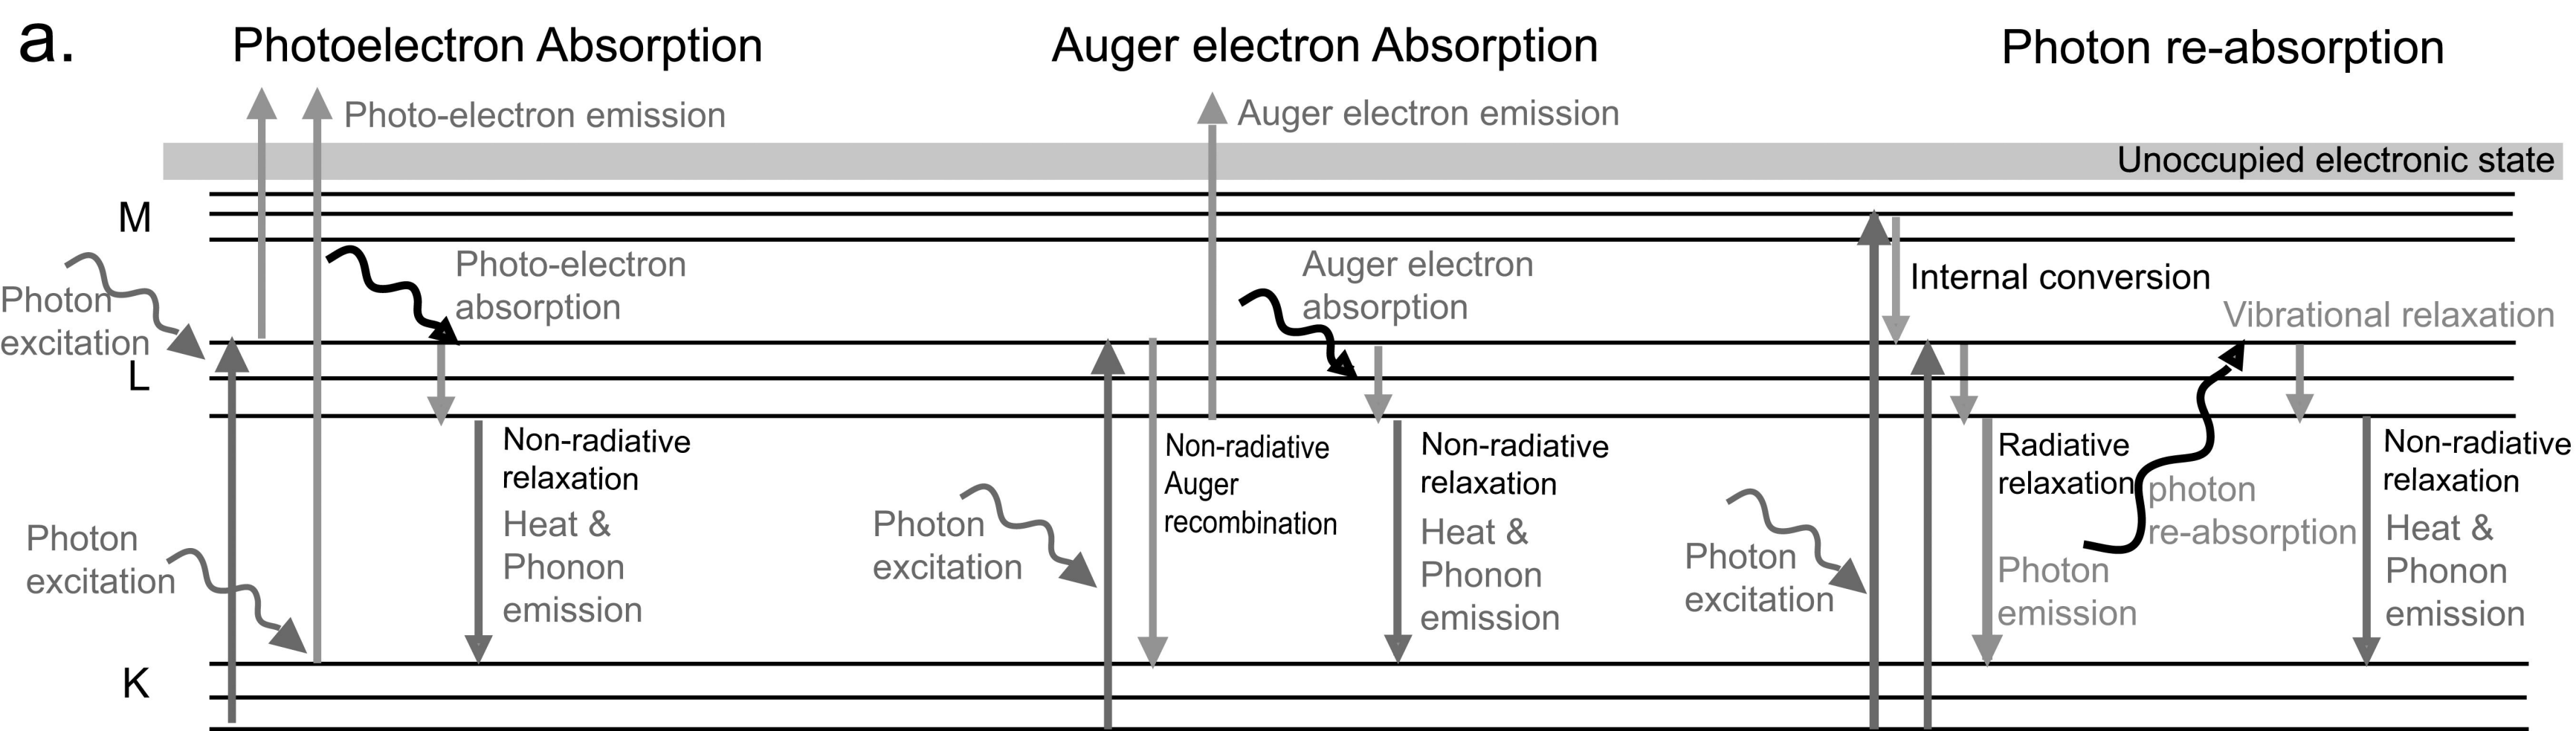 a.
Photoelectron Absorption
Auger electron Absorption
Photon re-absorption
Photo-electron emission
Auger electron emission
Unoccupied electronic state
M
Photon
excitation
Photo-electron
absorption
Auger electron
absorption
Internal conversion
Vibrational relaxation
L
Non-radiative
relaxation
Heat &
Phonon
emission
Photon
excitation
Non-radiative
Auger
recombination
Photon
excitation
Non-radiative
relaxation
Heat &
Phonon
emission
Photon
excitation
Radiative
relaxation
photon
re-absorption
Photon
emission
Non-radiative
relaxation
Heat &
Phonon
emission
K